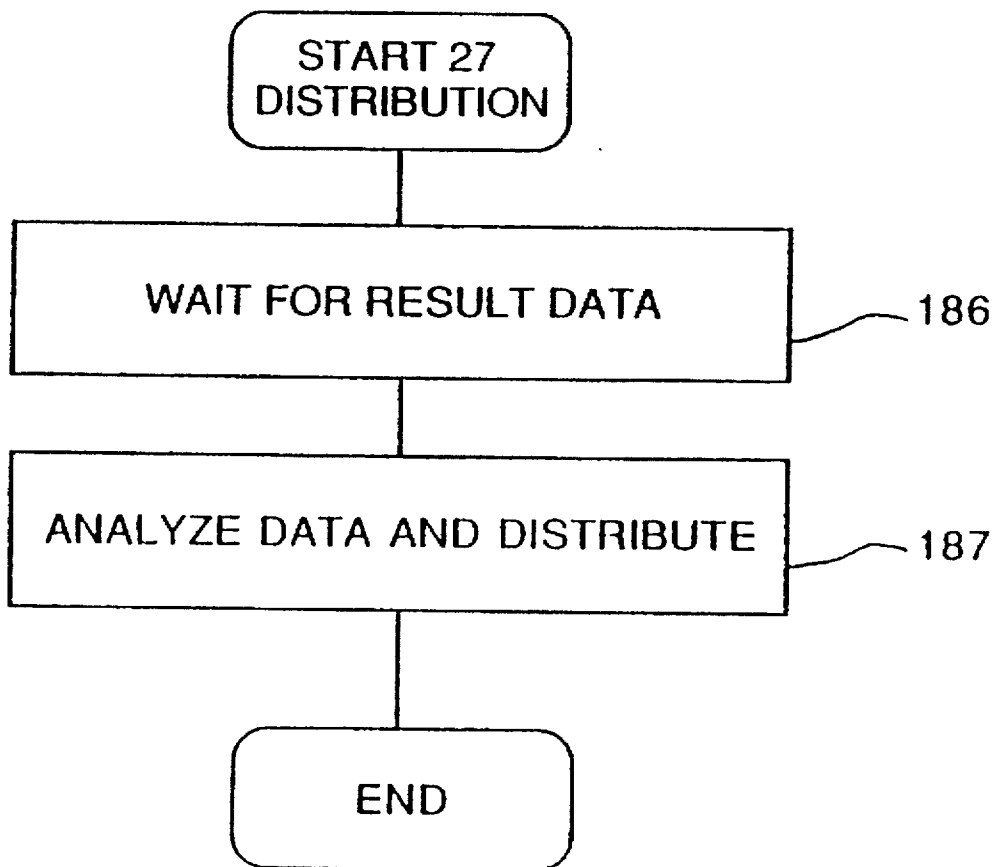 START 27
DISTRIBUTION
WAIT FOR RESULT DATA
186
ANALYZE DATA AND DISTRIBUTE
187
END